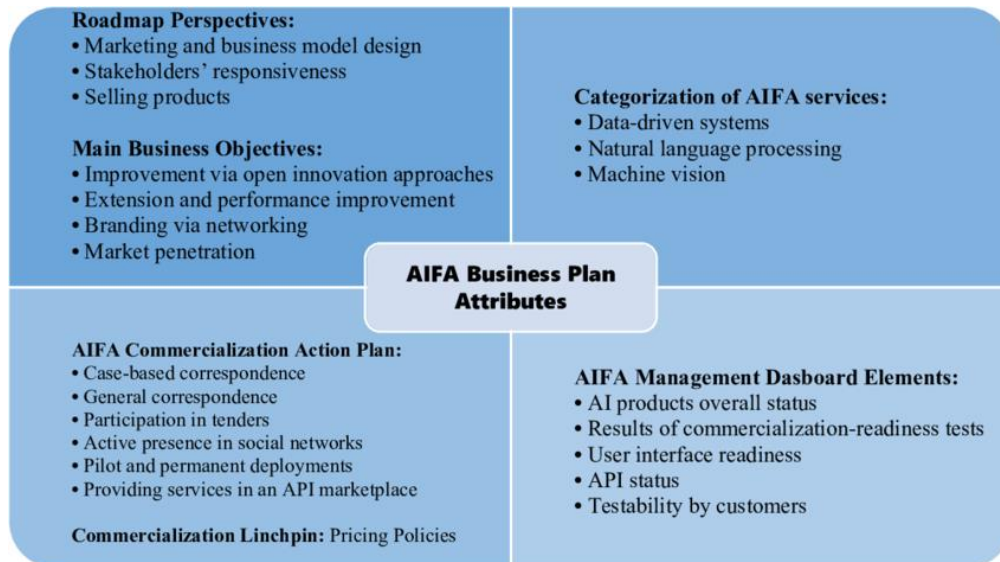 Roadmap Perspectives:
• Marketing and business model design
• Stakeholders’ responsiveness
• Selling products
Main Business Objectives:
• Improvement via open innovation approaches
• Extension and performance improvement
• Branding via networking
• Market penetration
Categorization of AIFA services:
• Data-driven systems
• Natural language processing
• Machine vision
AIFA Business Plan
Attributes
AIFA Commercialization Action Plan:
• Case-based correspondence
• General correspondence
• Participation in tenders
• Active presence in social networks
• Pilot and permanent deployments
• Providing services in an API marketplace
Commercialization Linchpin: Pricing Policies
AIFA Management Dasboard Elements:
• AI products overall status
• Results of commercialization-readiness tests
• User interface readiness
• API status
• Testability by customers